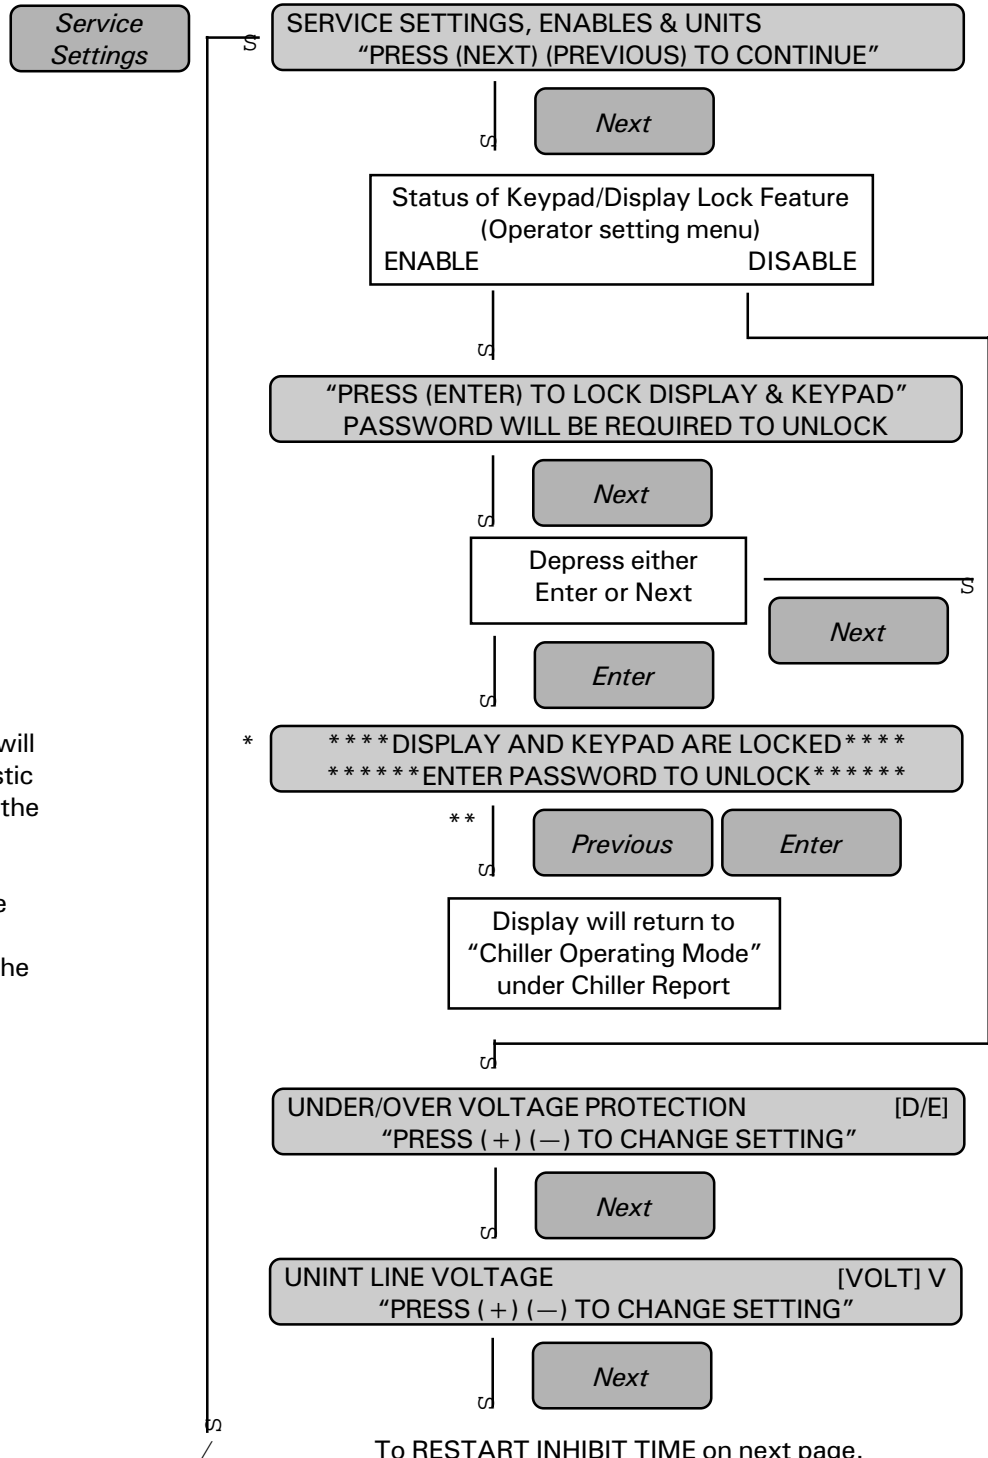 Service
Settings
SERVICE SETTINGS, ENABLES & UNITS
“PRESS (NEXT) (PREVIOUS) TO CONTINUE”
Next
Status of Keypad/Display Lock Feature
(Operator setting menu)
ENABLE DISABLE
“PRESS (ENTER) TO LOCK DISPLAY & KEYPAD”
PASSWORD WILL BE REQUIRED TO UNLOCK
Next
Depress either
Enter or Next
Next
Enter
will
stic
the
e
he
* ****DISPLAY AND KEYPAD ARE LOCKED****
******ENTER PASSWORD TO UNLOCK******
**
Previous Enter
Display will return to
“Chiller Operating Mode”
under Chiller Report
UNDER/OVER VOLTAGE PROTECTION [D/E]
“PRESS (+) (—) TO CHANGE SETTING”
Next
UNINT LINE VOLTAGE [VOLT] V
“PRESS (+) (—) TO CHANGE SETTING”
Next
To RESTART INHIBIT TIME on next page.